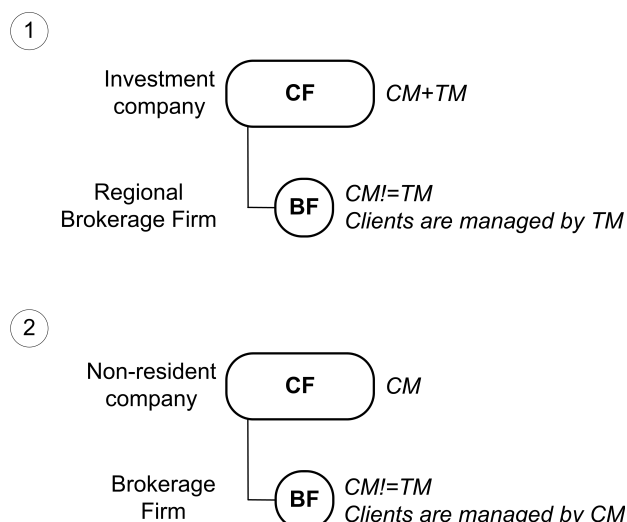 1
Investment
company
CF
CM+TM
Regional
Brokerage Firm
BF
CM!=TM
Clients are managed by TM
2
Non-resident
company
CF
CM
Brokerage
Firm
BF
CM!=TM
Clients are managed by CM